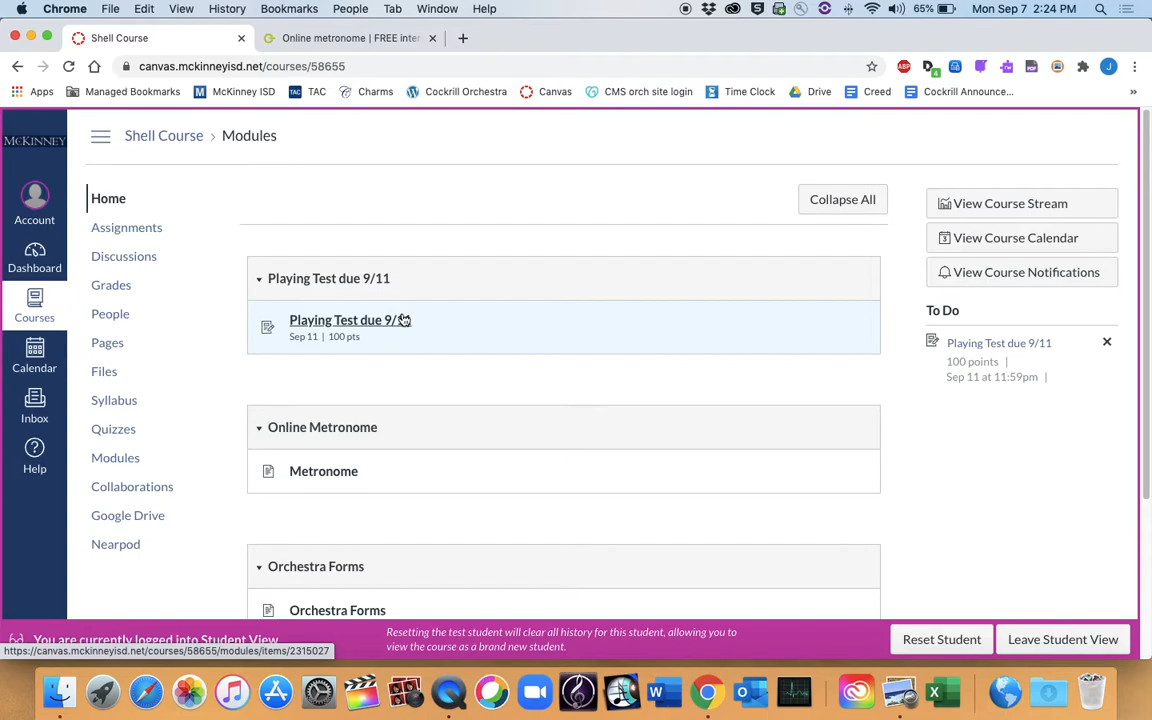 Chrome File Edit View History Bookmarks People Tab Window Help 65% Mon Sep 7 2:24 PM
Shell Course
Online metronome | FREE inter
canvas.mckinneyisd.net/courses/58655
Apps Managed Bookmarks McKinney ISD TAC Charms Cockrill Orchestra Canvas CMS orch site login Time Clock Drive Creed Cockrill Announce... »
MCKINNEY
Account
Dashboard
Courses
Calendar
Inbox
Help
Shell Course > Modules
Home
Assignments
Discussions
Grades
People
Pages
Files
Syllabus
Quizzes
Modules
Collaborations
Google Drive
Nearpod
Collapse All
Playing Test due 9/11
Playing Test due 9/
Sep 11 | 100 pts
Online Metronome
Metronome
Orchestra Forms
Orchestra Forms
View Course Stream
View Course Calendar
View Course Notifications
To Do
Playing Test due 9/11
100 points |
Sep 11 at 11:59pm |
You are currently logged into Student View
Resetting the test student will clear all history for this student, allowing you to
view the course as a brand new student.
Reset Student
Leave Student View
https://canvas.mckinneyisd.net/courses/58655/modules/items/2315027